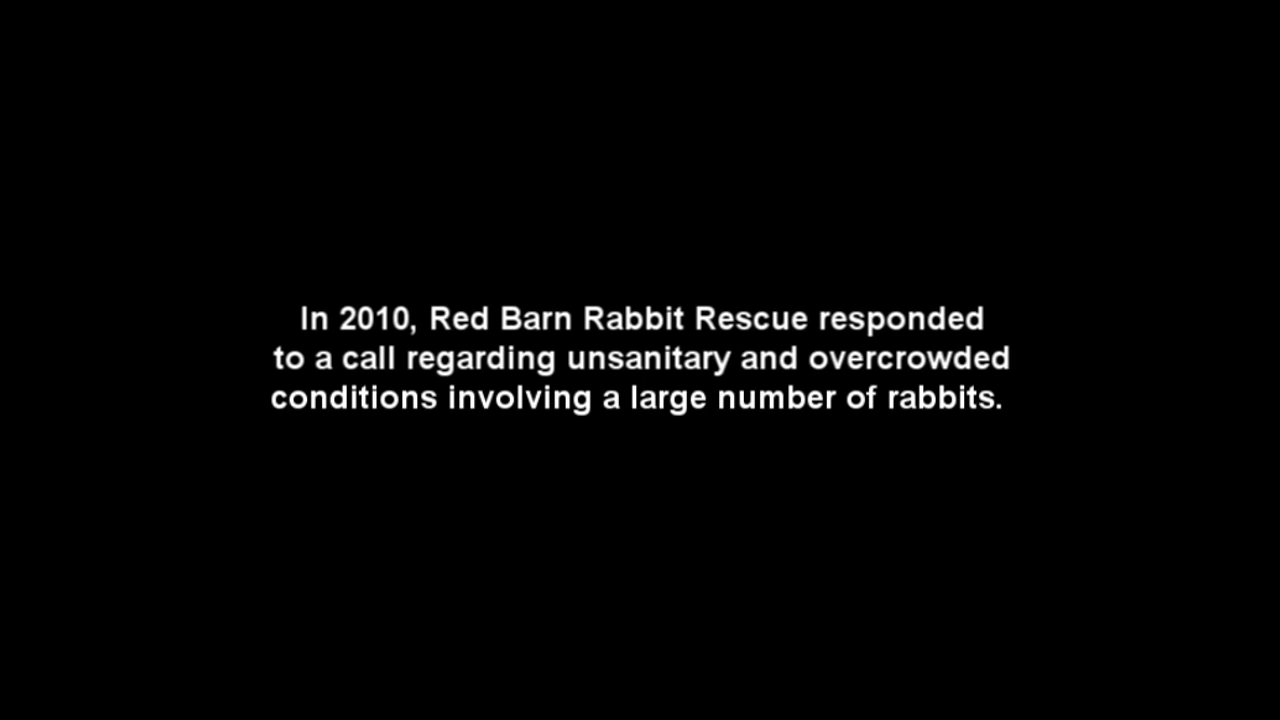 In 2010, Red Barn Rabbit Rescue responded
to a call regarding unsanitary and overcrowded
conditions involving a large number of rabbits.